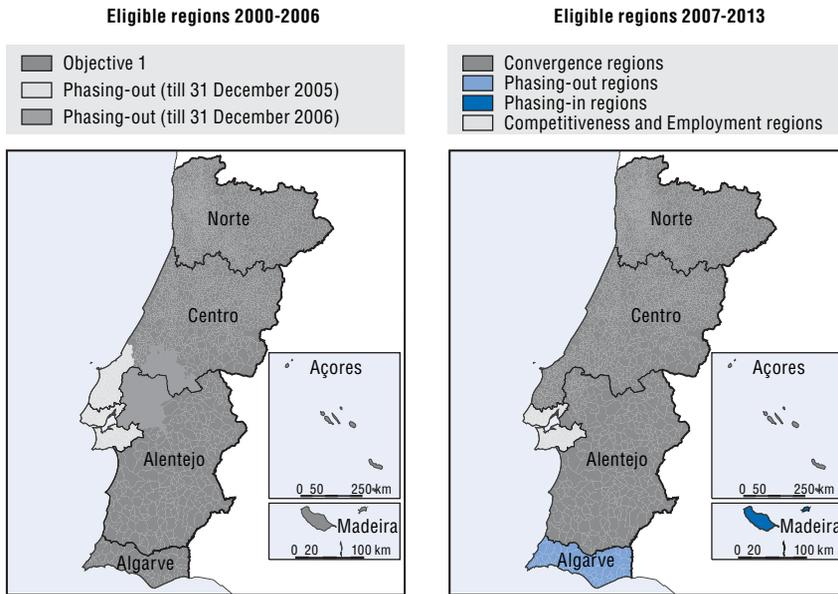 Eligible regions 2000-2006
Objective 1
Phasing-out (till 31 December 2005)
Phasing-out (till 31 December 2006)
Norte
Centro
Açores
0 50 250 km
Alentejo
Madeira
0 20 100 km
Algarve
Eligible regions 2007-2013
Convergence regions
Phasing-out regions
Phasing-in regions
Competitiveness and Employment regions
Norte
Centro
Açores
0 50 250 km
Alentejo
Madeira
0 20 100 km
Algarve